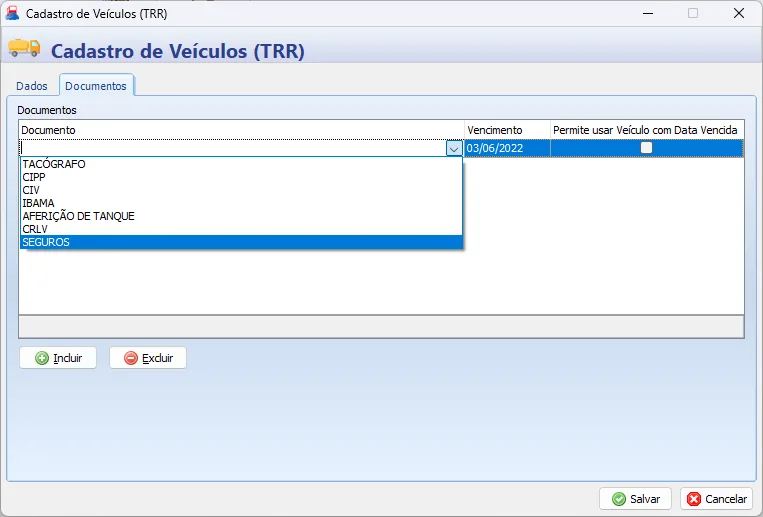 Cadastro de Veículos (TRR)
Cadastro de Veículos (TRR)
Dados Documentos
Documentos
Documento Vencimento Permite usar Veículo com Data Vencida
03/06/2022
TACÓGRAFO
CIPP
CIV
IBAMA
AFERIÇÃO DE TANQUE
CRLV
SEGUROS
Incluir Excluir
Salvar Cancelar